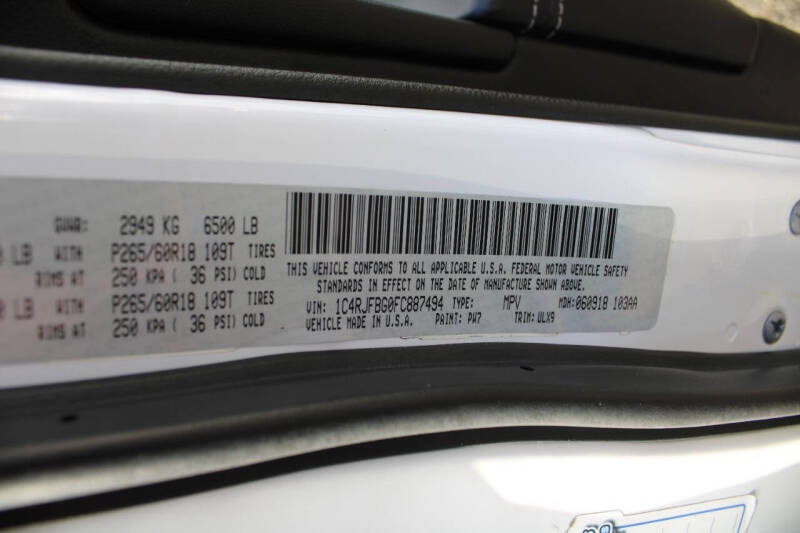 GVWR: 2949 KG 6500 LB
LB WITH P265/60R18 109T TIRES
RIMS AT 250 KPA ( 36 PSI) COLD
LB WITH P265/60R18 109T TIRES
RIMS AT 250 KPA ( 36 PSI) COLD
THIS VEHICLE CONFORMS TO ALL APPLICABLE U.S.A. FEDERAL MOTOR VEHICLE SAFETY
STANDARDS IN EFFECT ON THE DATE OF MANUFACTURE SHOWN ABOVE.
VIN: 1C4RJFBG0FC887494 TYPE: MPV MDH: 060918 103AA
VEHICLE MADE IN U.S.A. PAINT: PW7 TRIM: ULX9